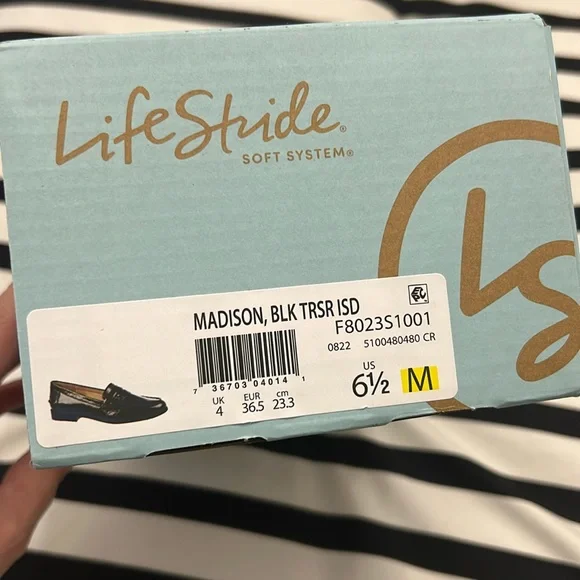 LifeStride®
SOFT SYSTEM®
LS
MADISON, BLK TRSR ISD
F8023S1001
0822 5100480480 CR
7 36703 04014 1
UK EUR cm
4 36.5 23.3
US
6½ M